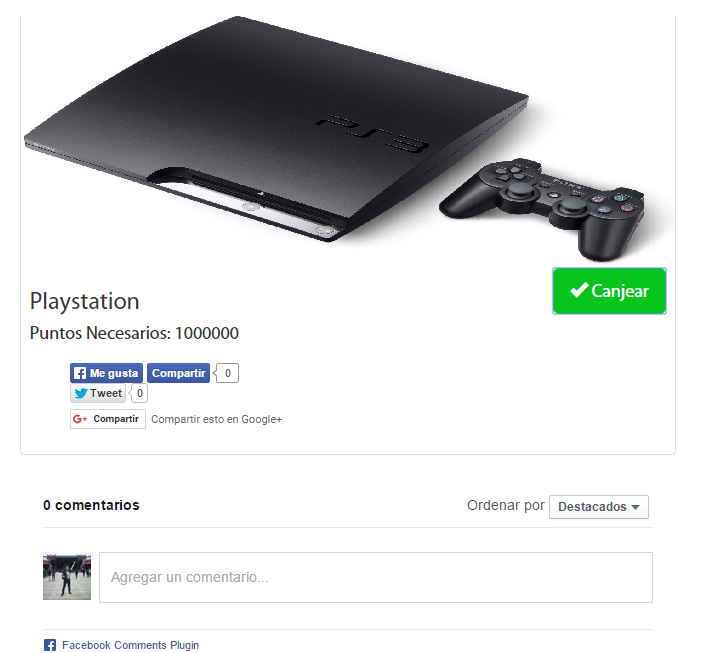 PS3
SONY
Canjear
Playstation
Puntos Necesarios: 1000000
Me gusta Compartir 0
Tweet 0
G+ Compartir Compartir esto en Google+
0 comentarios Ordenar por Destacados
Agregar un comentario...
Facebook Comments Plugin